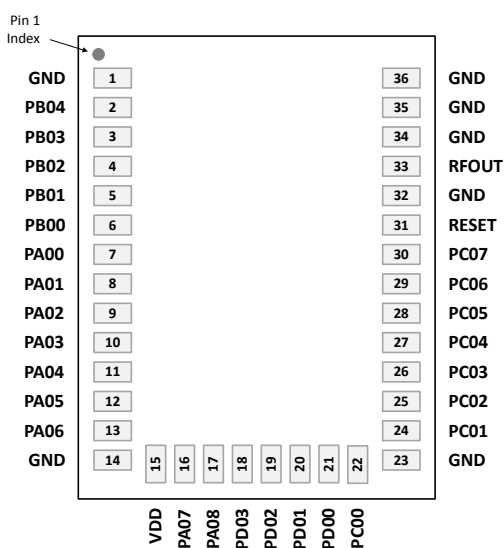 Pin 1
Index
GND 1 36 GND
PB04 2 35 GND
PB03 3 34 GND
PB02 4 33 RFOUT
PB01 5 32 GND
PB00 6 31 RESET
PA00 7 30 PC07
PA01 8 29 PC06
PA02 9 28 PC05
PA03 10 27 PC04
PA04 11 26 PC03
PA05 12 25 PC02
PA06 13 24 PC01
GND 14 15 16 17 18 19 20 21 22 23 GND
VDD PA07 PA08 PD03 PD02 PD01 PD00 PC00